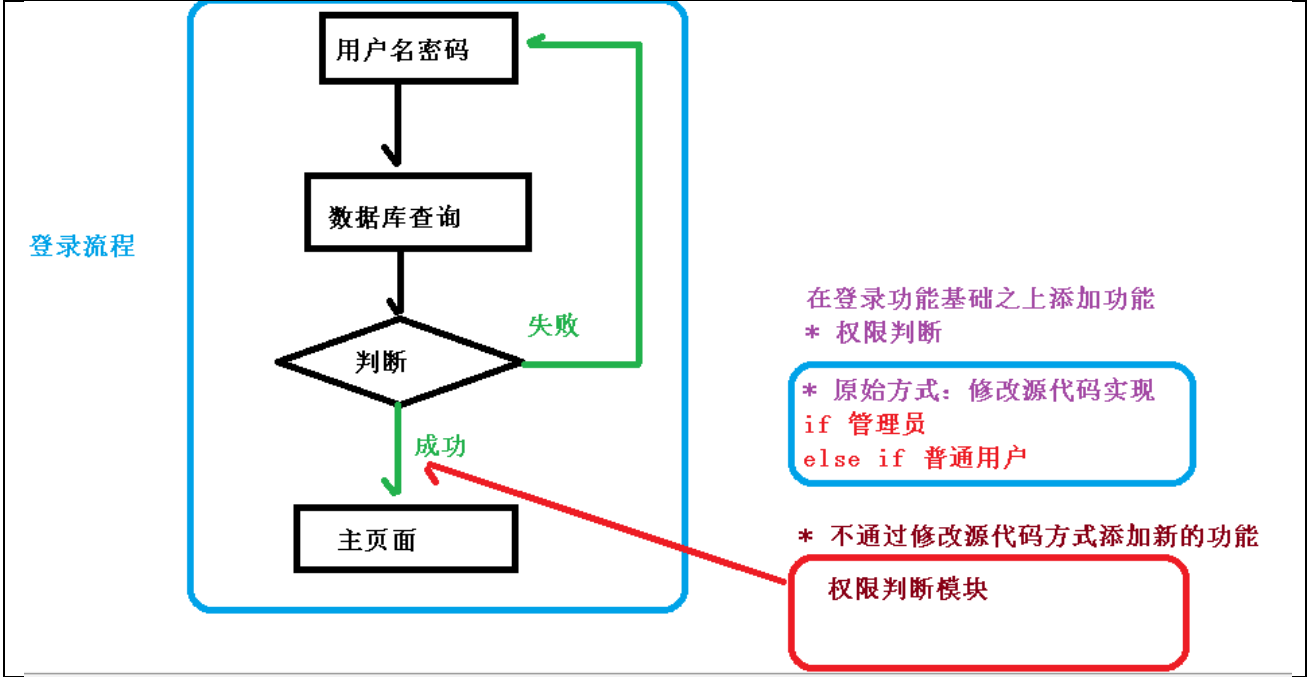 用户名密码
数据库查询
登录流程
失败
判断
成功
主页面
在登录功能基础之上添加功能
* 权限判断
* 原始方式：修改源代码实现
if 管理员
else if 普通用户
* 不通过修改源代码方式添加新的功能
权限判断模块